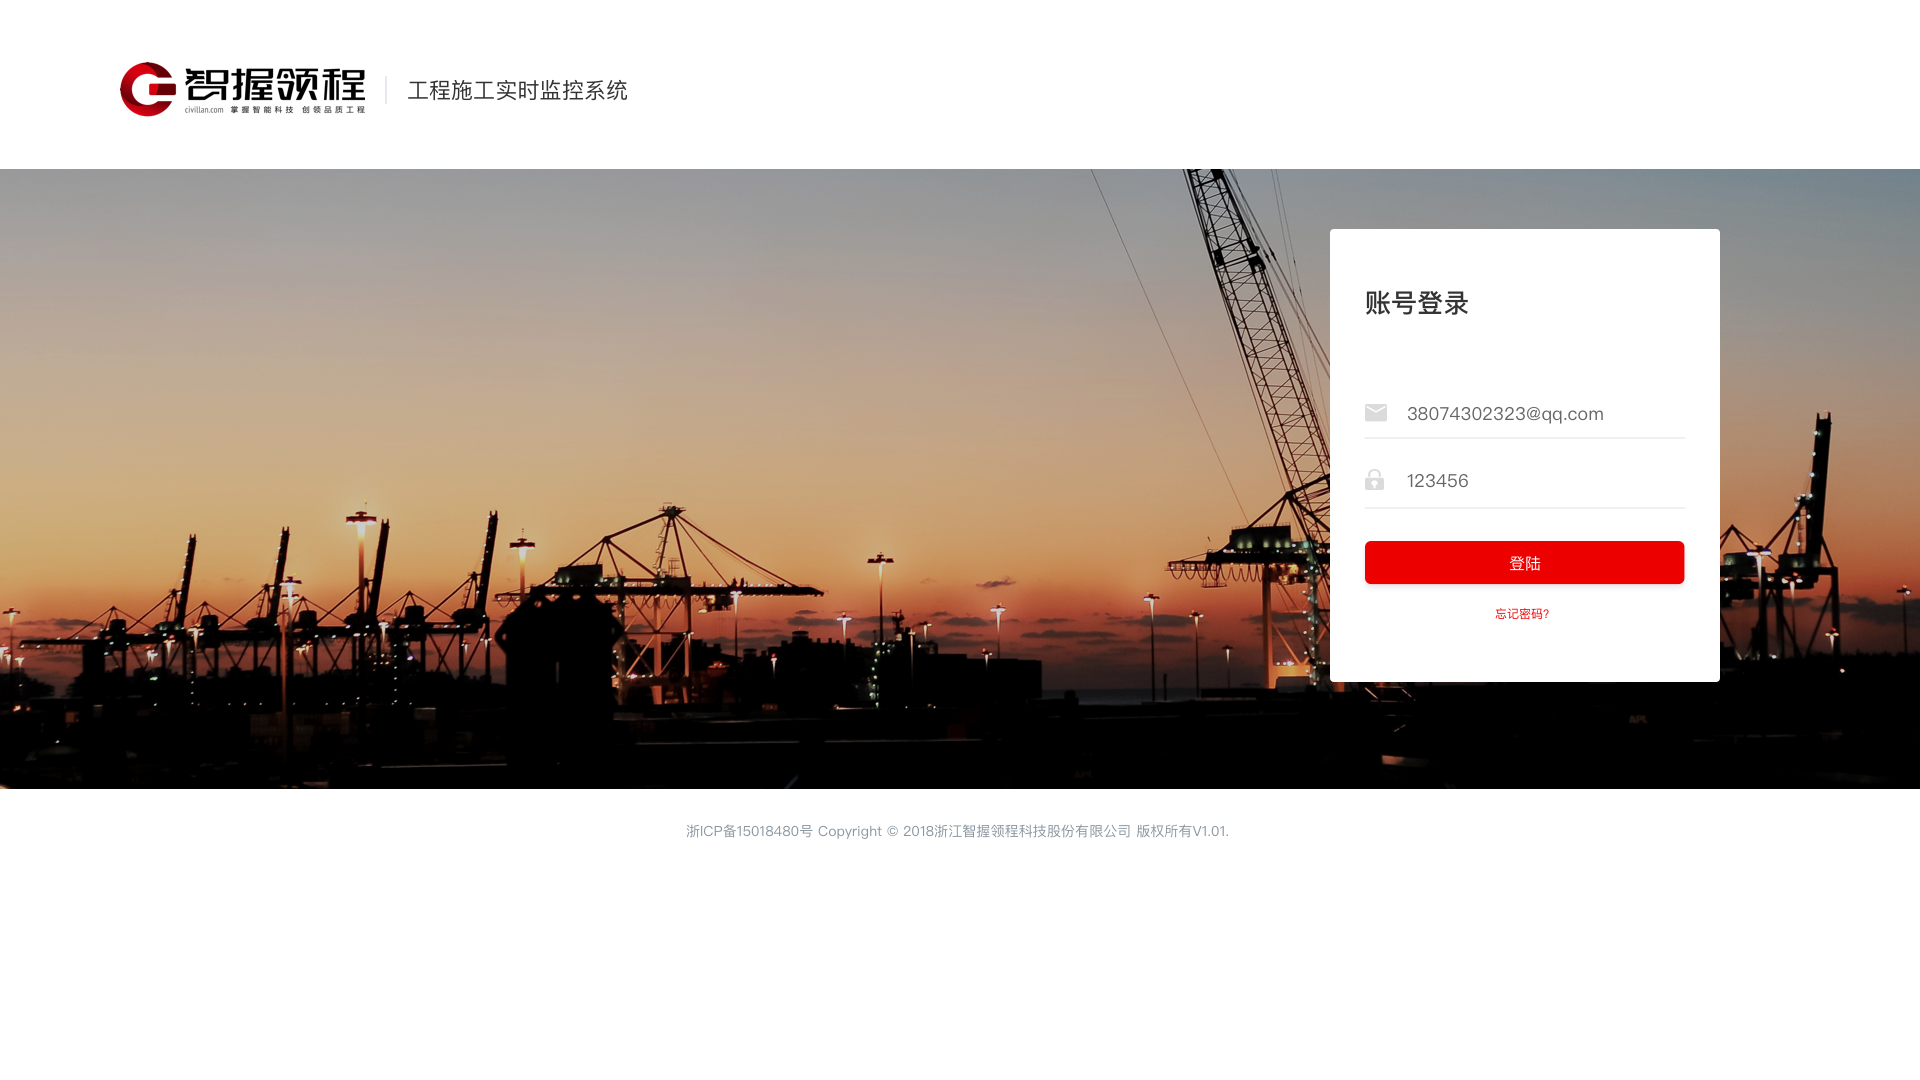 智握领程
civillan.com 掌握智能科技 创领品质工程
工程施工实时监控系统
账号登录
38074302323@qq.com
123456
登陆
忘记密码?
浙ICP备15018480号 Copyright © 2018浙江智握领程科技股份有限公司 版权所有V1.01.